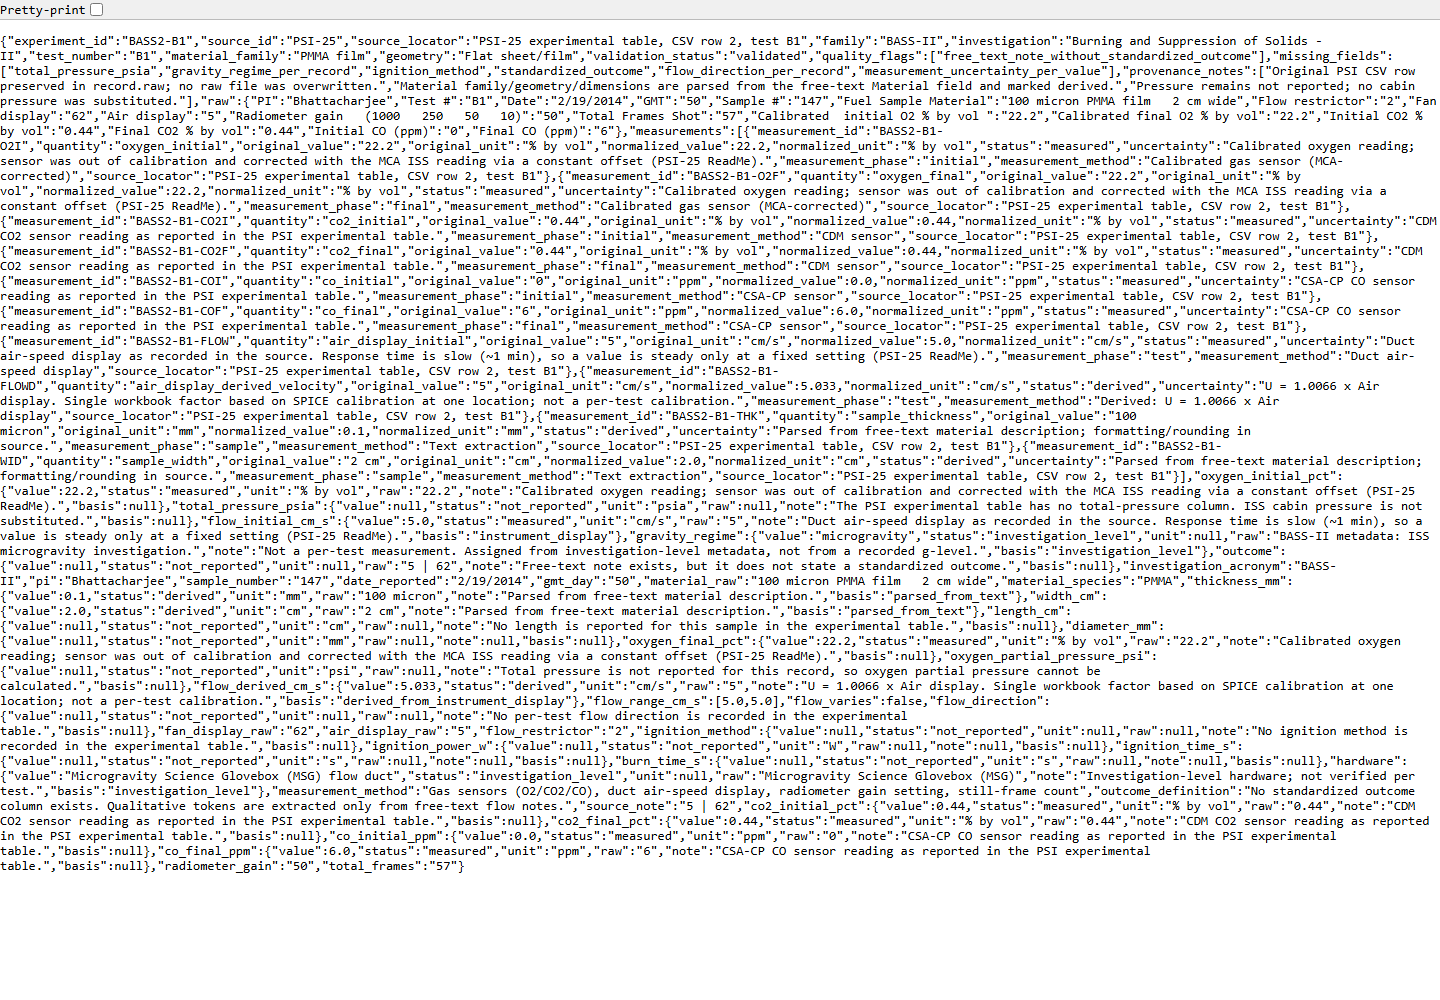 Pretty-print
{"experiment_id":"BASS2-B1","source_id":"PSI-25","source_locator":"PSI-25 experimental table, CSV row 2, test B1","family":"BASS-II","investigation":"Burning and Suppression of Solids -
II","test_number":"B1","material_family":"PMMA film","geometry":"Flat sheet/film","validation_status":"validated","quality_flags":["free_text_note_without_standardized_outcome"],"missing_fields":
["total_pressure_psia","gravity_regime_per_record","ignition_method","standardized_outcome","flow_direction_per_record","measurement_uncertainty_per_value"],"provenance_notes":["Original PSI CSV row
preserved in record.raw; no raw file was overwritten.","Material family/geometry/dimensions are parsed from the free-text Material field and marked derived.","Pressure remains not reported; no cabin
pressure was substituted."],"raw":{"PI":"Bhattacharjee","Test #":"B1","Date":"2/19/2014","GMT":"50","Sample #":"147","Fuel Sample Material":"100 micron PMMA film   2 cm wide","Flow restrictor":"2","Fan
display":"62","Air display":"5","Radiometer gain   (1000   250   50   10)":"50","Total Frames Shot":"57","Calibrated  initial O2 % by vol ":"22.2","Calibrated final O2 % by vol":"22.2","Initial CO2 %
by vol":"0.44","Final CO2 % by vol":"0.44","Initial CO (ppm)":"0","Final CO (ppm)":"6"},"measurements":[{"measurement_id":"BASS2-B1-
O2I","quantity":"oxygen_initial","original_value":"22.2","original_unit":"% by vol","normalized_value":22.2,"normalized_unit":"% by vol","status":"measured","uncertainty":"Calibrated oxygen reading;
sensor was out of calibration and corrected with the MCA ISS reading via a constant offset (PSI-25 ReadMe).","measurement_phase":"initial","measurement_method":"Calibrated gas sensor (MCA-
corrected)","source_locator":"PSI-25 experimental table, CSV row 2, test B1"},{"measurement_id":"BASS2-B1-O2F","quantity":"oxygen_final","original_value":"22.2","original_unit":"% by
vol","normalized_value":22.2,"normalized_unit":"% by vol","status":"measured","uncertainty":"Calibrated oxygen reading; sensor was out of calibration and corrected with the MCA ISS reading via a
constant offset (PSI-25 ReadMe).","measurement_phase":"final","measurement_method":"Calibrated gas sensor (MCA-corrected)","source_locator":"PSI-25 experimental table, CSV row 2, test B1"},
{"measurement_id":"BASS2-B1-CO2I","quantity":"co2_initial","original_value":"0.44","original_unit":"% by vol","normalized_value":0.44,"normalized_unit":"% by vol","status":"measured","uncertainty":"CDM
CO2 sensor reading as reported in the PSI experimental table.","measurement_phase":"initial","measurement_method":"CDM sensor","source_locator":"PSI-25 experimental table, CSV row 2, test B1"},
{"measurement_id":"BASS2-B1-CO2F","quantity":"co2_final","original_value":"0.44","original_unit":"% by vol","normalized_value":0.44,"normalized_unit":"% by vol","status":"measured","uncertainty":"CDM
CO2 sensor reading as reported in the PSI experimental table.","measurement_phase":"final","measurement_method":"CDM sensor","source_locator":"PSI-25 experimental table, CSV row 2, test B1"},
{"measurement_id":"BASS2-B1-COI","quantity":"co_initial","original_value":"0","original_unit":"ppm","normalized_value":0.0,"normalized_unit":"ppm","status":"measured","uncertainty":"CSA-CP CO sensor
reading as reported in the PSI experimental table.","measurement_phase":"initial","measurement_method":"CSA-CP sensor","source_locator":"PSI-25 experimental table, CSV row 2, test B1"},
{"measurement_id":"BASS2-B1-COF","quantity":"co_final","original_value":"6","original_unit":"ppm","normalized_value":6.0,"normalized_unit":"ppm","status":"measured","uncertainty":"CSA-CP CO sensor
reading as reported in the PSI experimental table.","measurement_phase":"final","measurement_method":"CSA-CP sensor","source_locator":"PSI-25 experimental table, CSV row 2, test B1"},
{"measurement_id":"BASS2-B1-FLOW","quantity":"air_display_initial","original_value":"5","original_unit":"cm/s","normalized_value":5.0,"normalized_unit":"cm/s","status":"measured","uncertainty":"Duct
air-speed display as recorded in the source. Response time is slow (~1 min), so a value is steady only at a fixed setting (PSI-25 ReadMe).","measurement_phase":"test","measurement_method":"Duct air-
speed display","source_locator":"PSI-25 experimental table, CSV row 2, test B1"},{"measurement_id":"BASS2-B1-
FLOWD","quantity":"air_display_derived_velocity","original_value":"5","original_unit":"cm/s","normalized_value":5.033,"normalized_unit":"cm/s","status":"derived","uncertainty":"U = 1.0066 x Air
display. Single workbook factor based on SPICE calibration at one location; not a per-test calibration.","measurement_phase":"test","measurement_method":"Derived: U = 1.0066 x Air
display","source_locator":"PSI-25 experimental table, CSV row 2, test B1"},{"measurement_id":"BASS2-B1-THK","quantity":"sample_thickness","original_value":"100
micron","original_unit":"mm","normalized_value":0.1,"normalized_unit":"mm","status":"derived","uncertainty":"Parsed from free-text material description; formatting/rounding in
source.","measurement_phase":"sample","measurement_method":"Text extraction","source_locator":"PSI-25 experimental table, CSV row 2, test B1"},{"measurement_id":"BASS2-B1-
WID","quantity":"sample_width","original_value":"2 cm","original_unit":"cm","normalized_value":2.0,"normalized_unit":"cm","status":"derived","uncertainty":"Parsed from free-text material description;
formatting/rounding in source.","measurement_phase":"sample","measurement_method":"Text extraction","source_locator":"PSI-25 experimental table, CSV row 2, test B1"}],"oxygen_initial_pct":
{"value":22.2,"status":"measured","unit":"% by vol","raw":"22.2","note":"Calibrated oxygen reading; sensor was out of calibration and corrected with the MCA ISS reading via a constant offset (PSI-25
ReadMe).","basis":null},"total_pressure_psia":{"value":null,"status":"not_reported","unit":"psia","raw":null,"note":"The PSI experimental table has no total-pressure column. ISS cabin pressure is not
substituted.","basis":null},"flow_initial_cm_s":{"value":5.0,"status":"measured","unit":"cm/s","raw":"5","note":"Duct air-speed display as recorded in the source. Response time is slow (~1 min), so a
value is steady only at a fixed setting (PSI-25 ReadMe).","basis":"instrument_display"},"gravity_regime":{"value":"microgravity","status":"investigation_level","unit":null,"raw":"BASS-II metadata: ISS
microgravity investigation.","note":"Not a per-test measurement. Assigned from investigation-level metadata, not from a recorded g-level.","basis":"investigation_level"},"outcome":
{"value":null,"status":"not_reported","unit":null,"raw":"5 | 62","note":"Free-text note exists, but it does not state a standardized outcome.","basis":null},"investigation_acronym":"BASS-
II","pi":"Bhattacharjee","sample_number":"147","date_reported":"2/19/2014","gmt_day":"50","material_raw":"100 micron PMMA film   2 cm wide","material_species":"PMMA","thickness_mm":
{"value":0.1,"status":"derived","unit":"mm","raw":"100 micron","note":"Parsed from free-text material description.","basis":"parsed_from_text"},"width_cm":
{"value":2.0,"status":"derived","unit":"cm","raw":"2 cm","note":"Parsed from free-text material description.","basis":"parsed_from_text"},"length_cm":
{"value":null,"status":"not_reported","unit":"cm","raw":null,"note":"No length is reported for this sample in the experimental table.","basis":null},"diameter_mm":
{"value":null,"status":"not_reported","unit":"mm","raw":null,"note":null,"basis":null},"oxygen_final_pct":{"value":22.2,"status":"measured","unit":"% by vol","raw":"22.2","note":"Calibrated oxygen
reading; sensor was out of calibration and corrected with the MCA ISS reading via a constant offset (PSI-25 ReadMe).","basis":null},"oxygen_partial_pressure_psi":
{"value":null,"status":"not_reported","unit":"psi","raw":null,"note":"Total pressure is not reported for this record, so oxygen partial pressure cannot be
calculated.","basis":null},"flow_derived_cm_s":{"value":5.033,"status":"derived","unit":"cm/s","raw":"5","note":"U = 1.0066 x Air display. Single workbook factor based on SPICE calibration at one
location; not a per-test calibration.","basis":"derived_from_instrument_display"},"flow_range_cm_s":[5.0,5.0],"flow_varies":false,"flow_direction":
{"value":null,"status":"not_reported","unit":null,"raw":null,"note":"No per-test flow direction is recorded in the experimental
table.","basis":null},"fan_display_raw":"62","air_display_raw":"5","flow_restrictor":"2","ignition_method":{"value":null,"status":"not_reported","unit":null,"raw":null,"note":"No ignition method is
recorded in the experimental table.","basis":null},"ignition_power_w":{"value":null,"status":"not_reported","unit":"W","raw":null,"note":null,"basis":null},"ignition_time_s":
{"value":null,"status":"not_reported","unit":"s","raw":null,"note":null,"basis":null},"burn_time_s":{"value":null,"status":"not_reported","unit":"s","raw":null,"note":null,"basis":null},"hardware":
{"value":"Microgravity Science Glovebox (MSG) flow duct","status":"investigation_level","unit":null,"raw":"Microgravity Science Glovebox (MSG)","note":"Investigation-level hardware; not verified per
test.","basis":"investigation_level"},"measurement_method":"Gas sensors (O2/CO2/CO), duct air-speed display, radiometer gain setting, still-frame count","outcome_definition":"No standardized outcome
column exists. Qualitative tokens are extracted only from free-text flow notes.","source_note":"5 | 62","co2_initial_pct":{"value":0.44,"status":"measured","unit":"% by vol","raw":"0.44","note":"CDM
CO2 sensor reading as reported in the PSI experimental table.","basis":null},"co2_final_pct":{"value":0.44,"status":"measured","unit":"% by vol","raw":"0.44","note":"CDM CO2 sensor reading as reported
in the PSI experimental table.","basis":null},"co_initial_ppm":{"value":0.0,"status":"measured","unit":"ppm","raw":"0","note":"CSA-CP CO sensor reading as reported in the PSI experimental
table.","basis":null},"co_final_ppm":{"value":6.0,"status":"measured","unit":"ppm","raw":"6","note":"CSA-CP CO sensor reading as reported in the PSI experimental
table.","basis":null},"radiometer_gain":"50","total_frames":"57"}